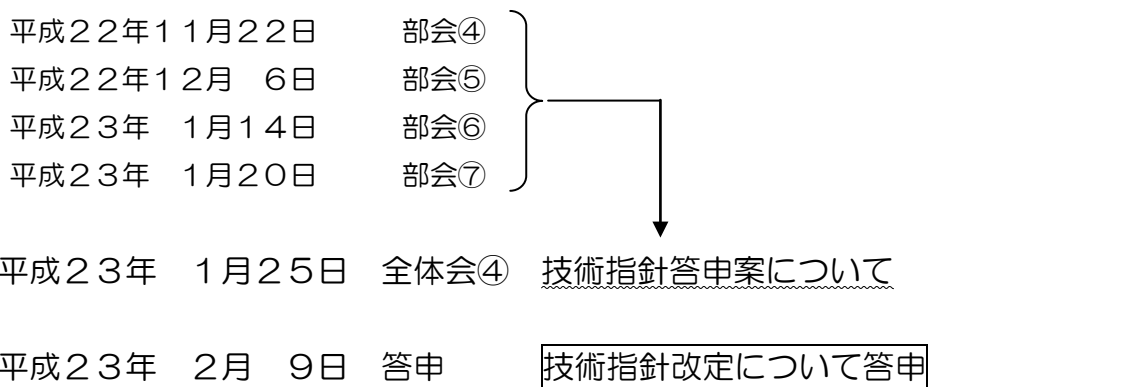 平成２２年１１月２２日　　部会④
平成２２年１２月　６日　　部会⑤
平成２３年　１月１４日　　部会⑥
平成２３年　１月２０日　　部会⑦
平成２３年　１月２５日　全体会④　技術指針答申案について
平成２３年　２月　９日　答申　　技術指針改定について答申